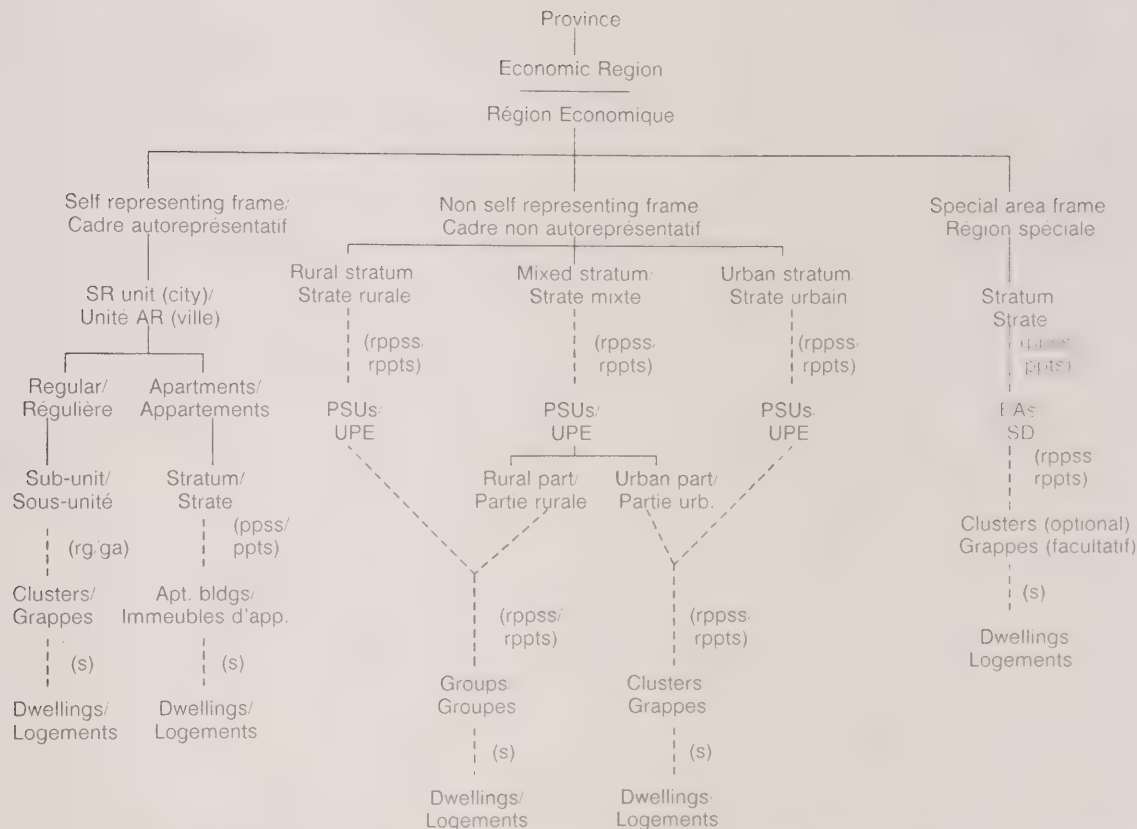 Province
Economic Region
Région Economique
Self representing frame/
Cadre autoreprésentatif
Non self representing frame
Cadre non autoreprésentatif
Special area frame
Région spéciale
SR unit (city)/
Unité AR (ville)
Rural stratum
Strate rurale
Mixed stratum/
Strate mixte
Urban stratum
Strate urbain
Stratum
Strate
(rppss/
rppts)
(rppss/
rppts)
(rppss/
rppts)
ppts)
Regular/
Régulière
Apartments/
Appartements
PSUs/
UPE
PSUs/
UPE
PSUs
UPE
EAs
SD
Sub-unit/
Sous-unité
Stratum/
Strate
Rural part/
Partie rurale
Urban part/
Partie urb.
(rppss
rppts)
(rg/ga)
(ppss/
ppts)
Clusters (optional)
Grappes (facultatif)
Clusters/
Grappes
Apt. bldgs/
Immeubles d'app.
(rppss/
rppts)
(rppss/
rppts)
(s)
(s)
(s)
Dwellings
Logements
Groups
Groupes
Clusters
Grappes
Dwellings/
Logements
Dwellings/
Logements
(s)
(s)
Dwellings/
Logements
Dwellings/
Logements